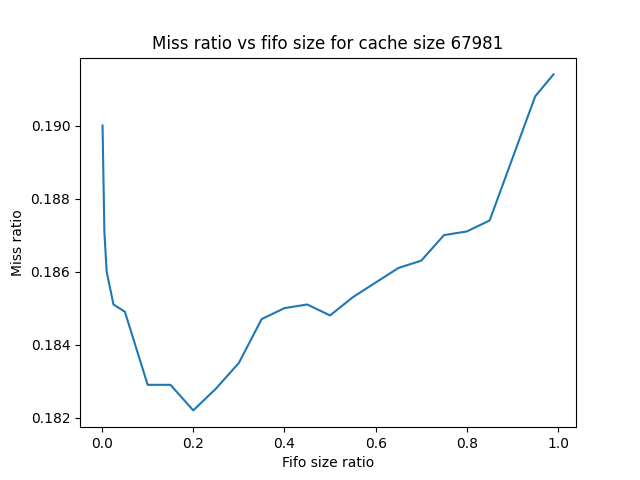 Miss ratio vs fifo size for cache size 67981
0.190
0.188
0.186
0.184
0.182
Miss ratio
0.0 0.2 0.4 0.6 0.8 1.0
Fifo size ratio